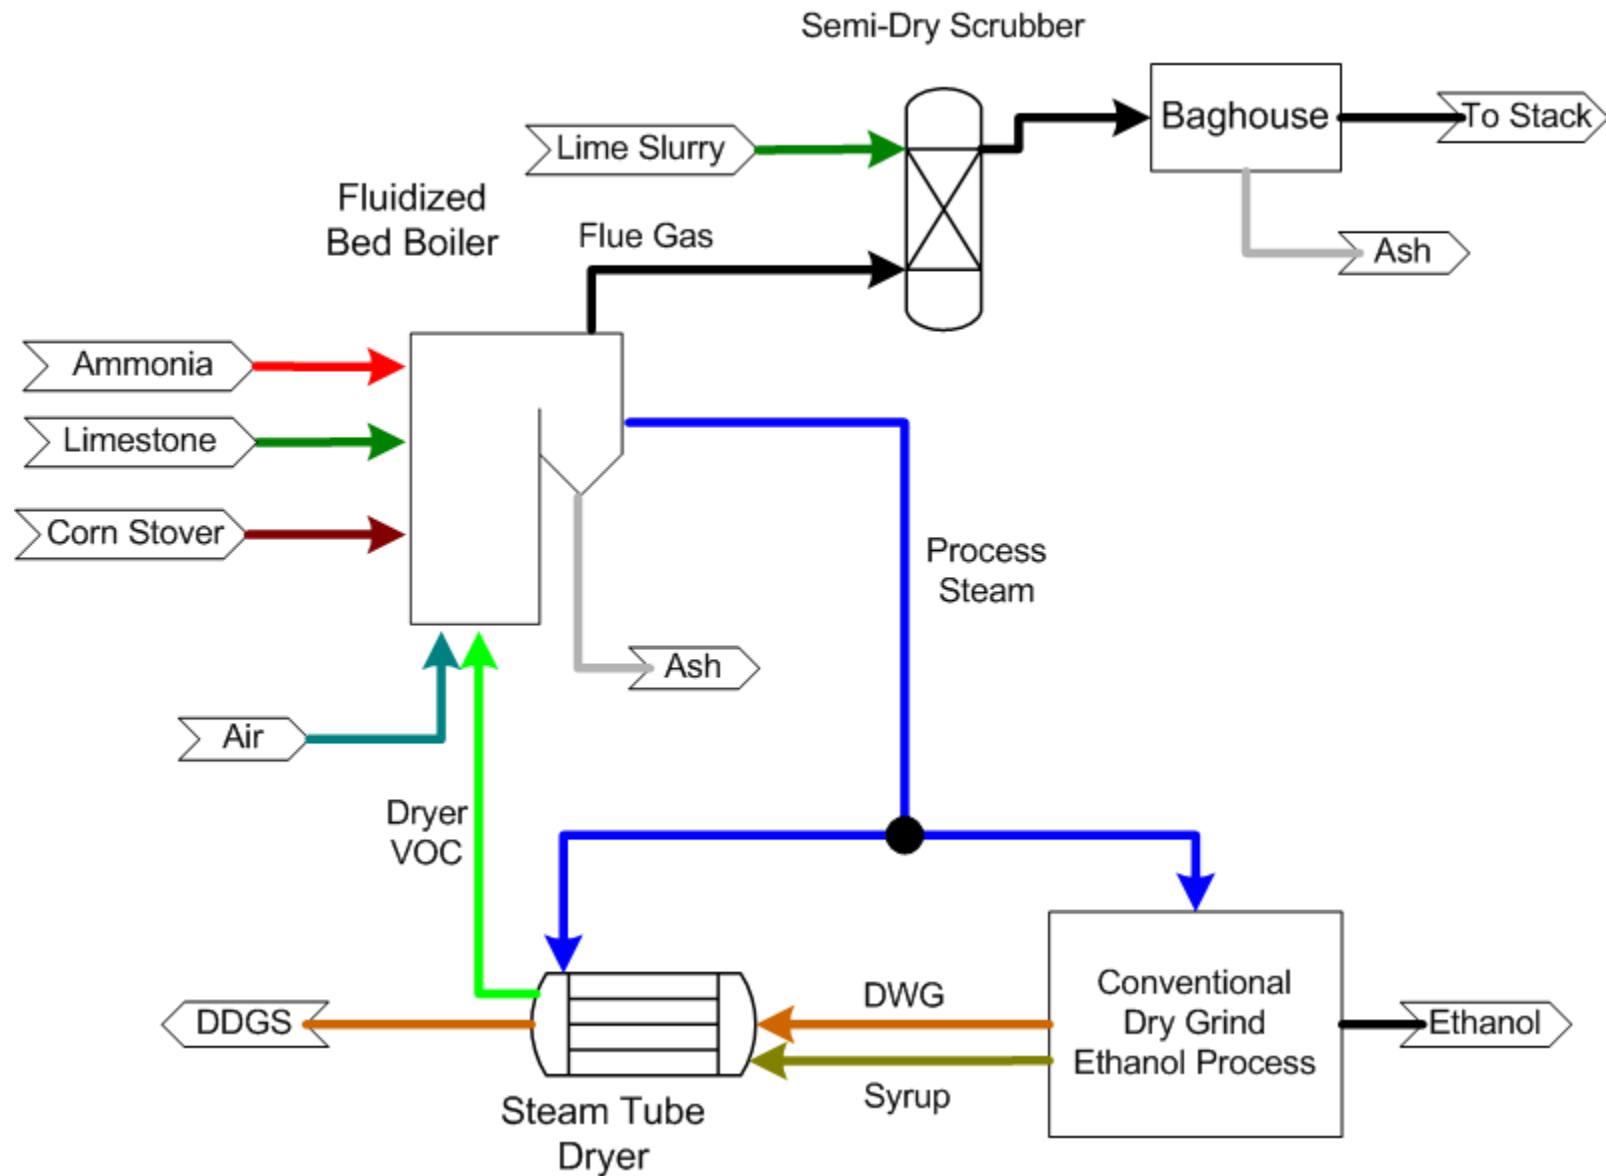 Semi-Dry Scrubber
Baghouse
To Stack
Lime Slurry
Fluidized
Bed Boiler
Flue Gas
Ash
Ammonia
Limestone
Corn Stover
Process
Steam
Ash
Air
Dryer
VOC
DWG
Conventional
Dry Grind
Ethanol Process
DDGS
Ethanol
Syrup
Steam Tube
Dryer